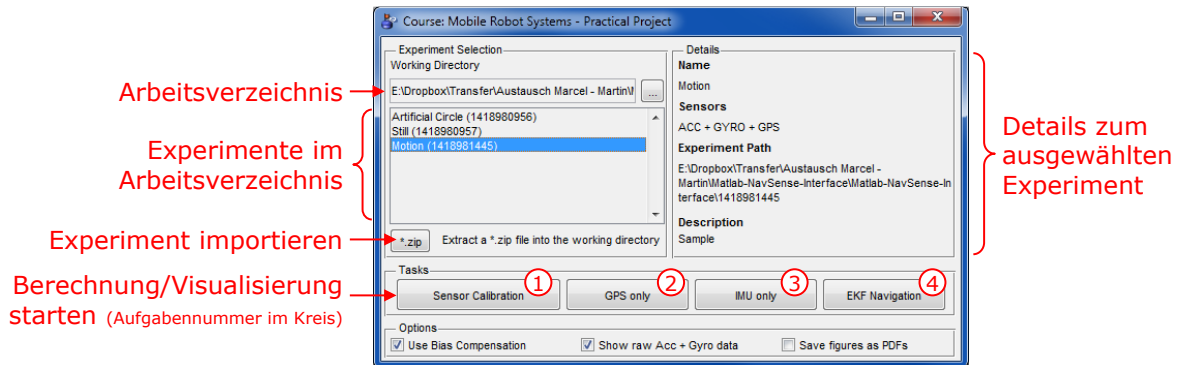 Course: Mobile Robot Systems - Practical Project
Experiment Selection
Working Directory
Arbeitsverzeichnis
E:\Dropbox\Transfer\Austausch Marcel - Martin\
...
Experimente im
Arbeitsverzeichnis
Artificial Circle (1418980956)
Still (1418980957)
Motion (1418981445)
Experiment importieren
*.zip
Extract a *.zip file into the working directory
Details
Name
Motion
Sensors
ACC + GYRO + GPS
Experiment Path
E:\Dropbox\Transfer\Austausch Marcel -
Martin\Matlab-NavSense-Interface\Matlab-NavSense-In
terface\1418981445
Description
Sample
Details zum
ausgewählten
Experiment
Berechnung/Visualisierung
starten (Aufgabennummer im Kreis)
Tasks
Sensor Calibration 1
GPS only 2
IMU only 3
EKF Navigation 4
Options
Use Bias Compensation
Show raw Acc + Gyro data
Save figures as PDFs